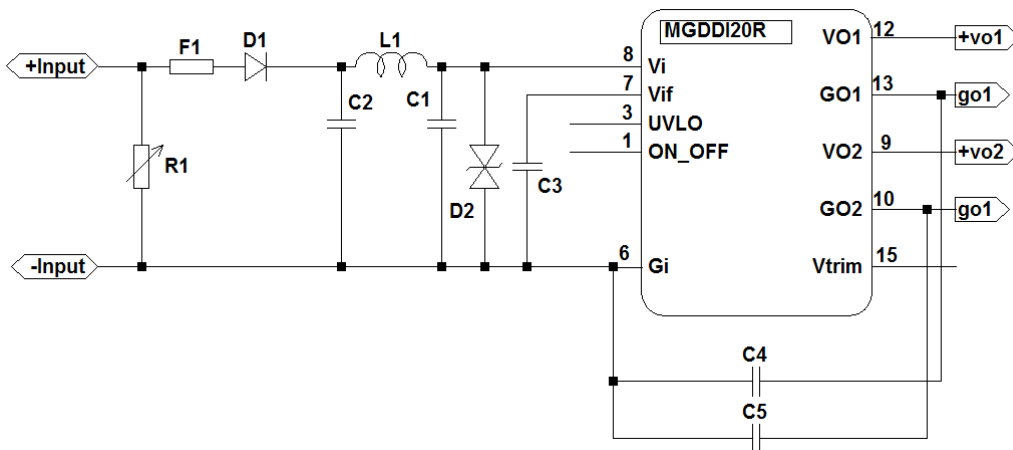 MGDDI20R
+Input
F1
D1
L1
C2
C1
R1
D2
C3
-Input
8
Vi
7
Vif
3
UVLO
1
ON_OFF
6
Gi
VO1
12
+vo1
GO1
13
go1
VO2
9
+vo2
GO2
10
go1
Vtrim
15
C4
C5